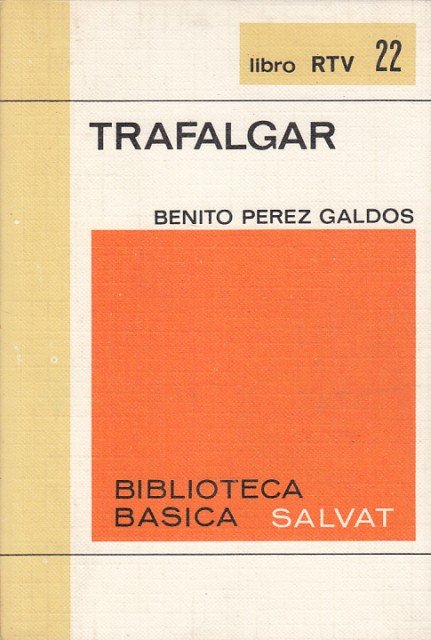 libro RTV 22
TRAFALGAR
BENITO PEREZ GALDOS
BIBLIOTECA
BASICA SALVAT